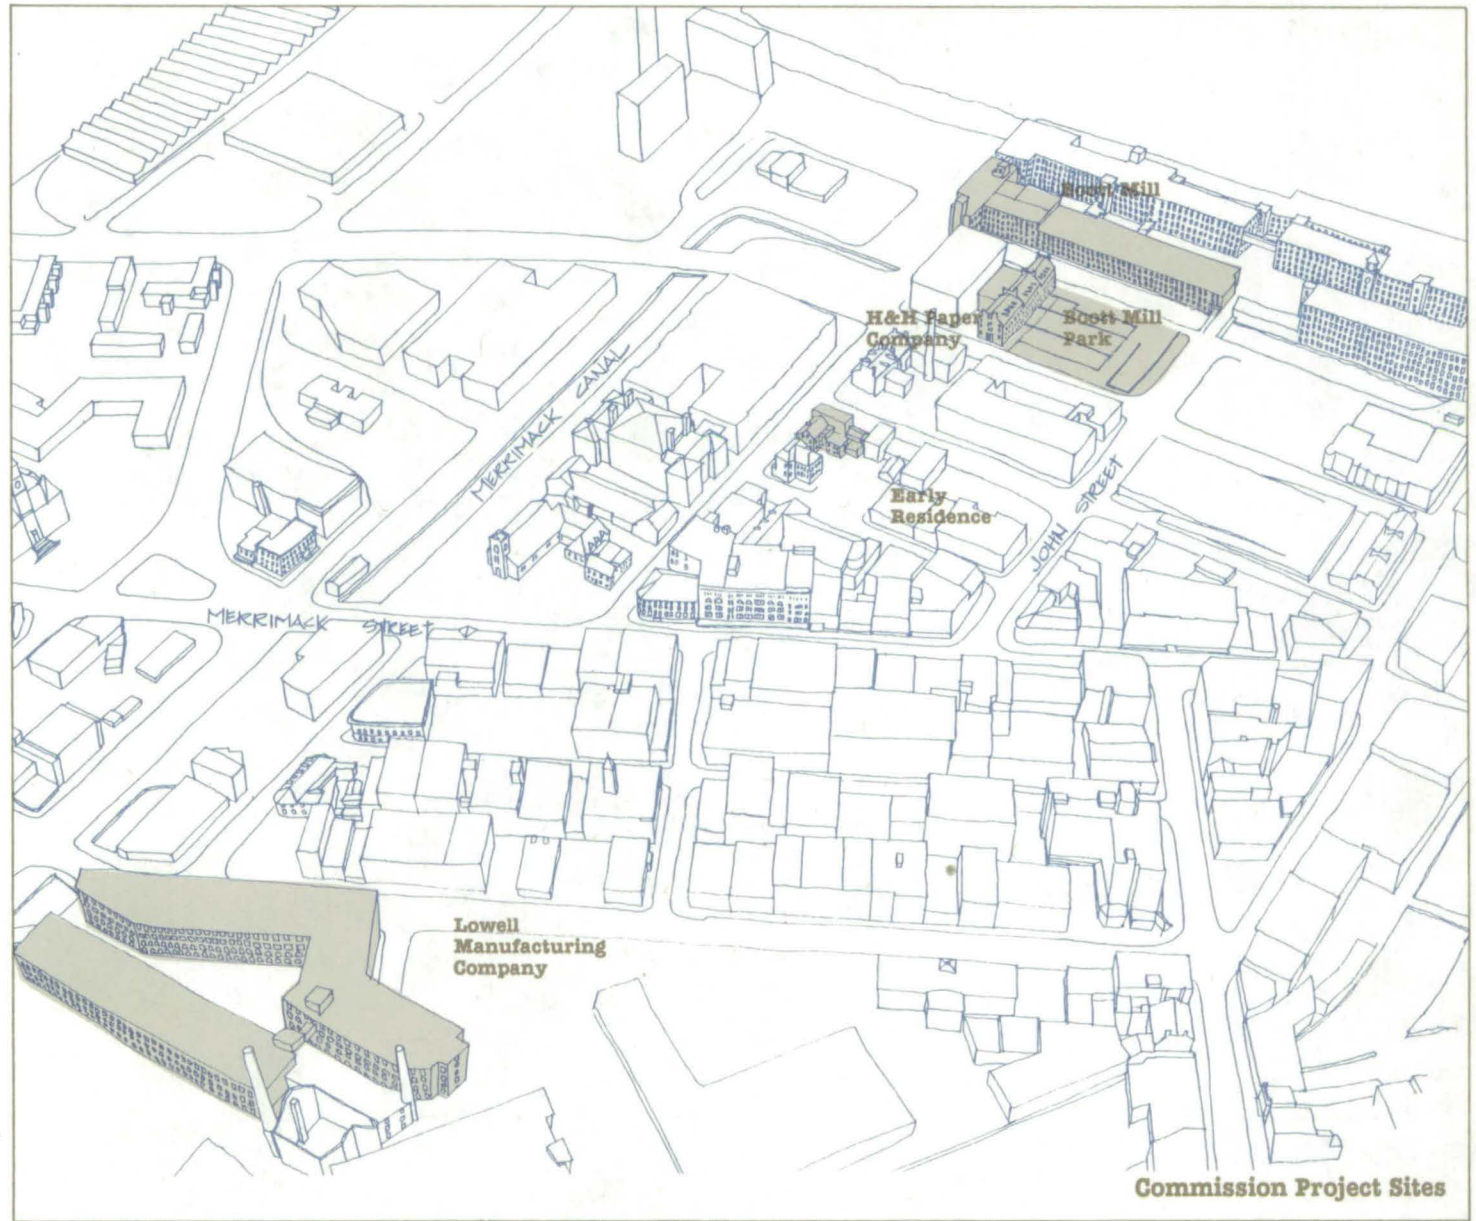 Boott Mill
H&H Paper
Company
Boott Mill
Park
MERRIMACK CANAL
Early
Residence
JOHN STREET
MERRIMACK STREET
Lowell
Manufacturing
Company
Commission Project Sites